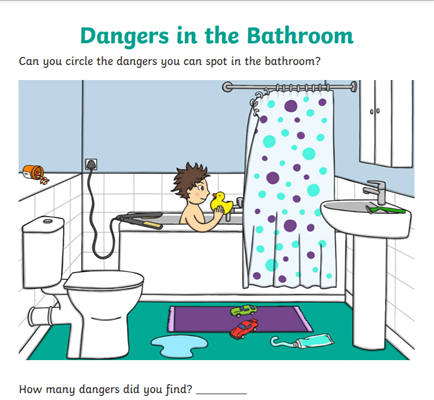 Dangers in the Bathroom
Can you circle the dangers you can spot in the bathroom?
How many dangers did you find? ________